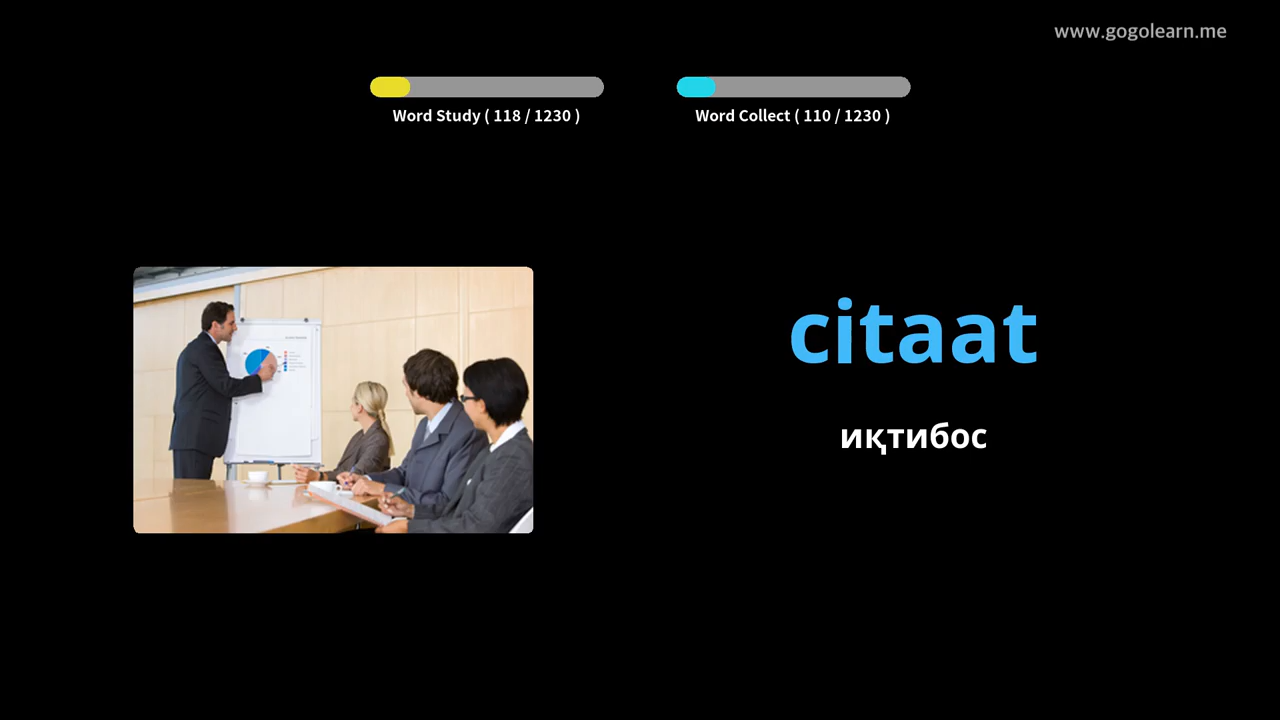 www.gogolearn.me
Word Study ( 118 / 1230 )
Word Collect ( 110 / 1230 )
citaat
иқтибос